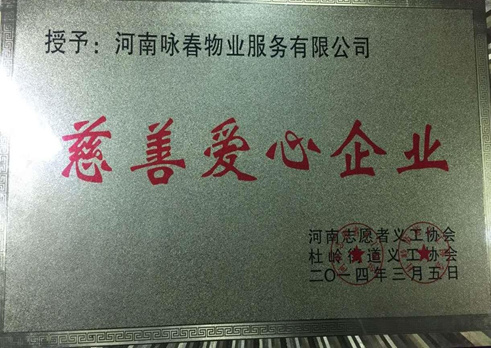 授予：河南咏春物业服务有限公司
慈善爱心企业
河南志愿者义工协会
杜岭街道义工协会
二〇一四年三月五日